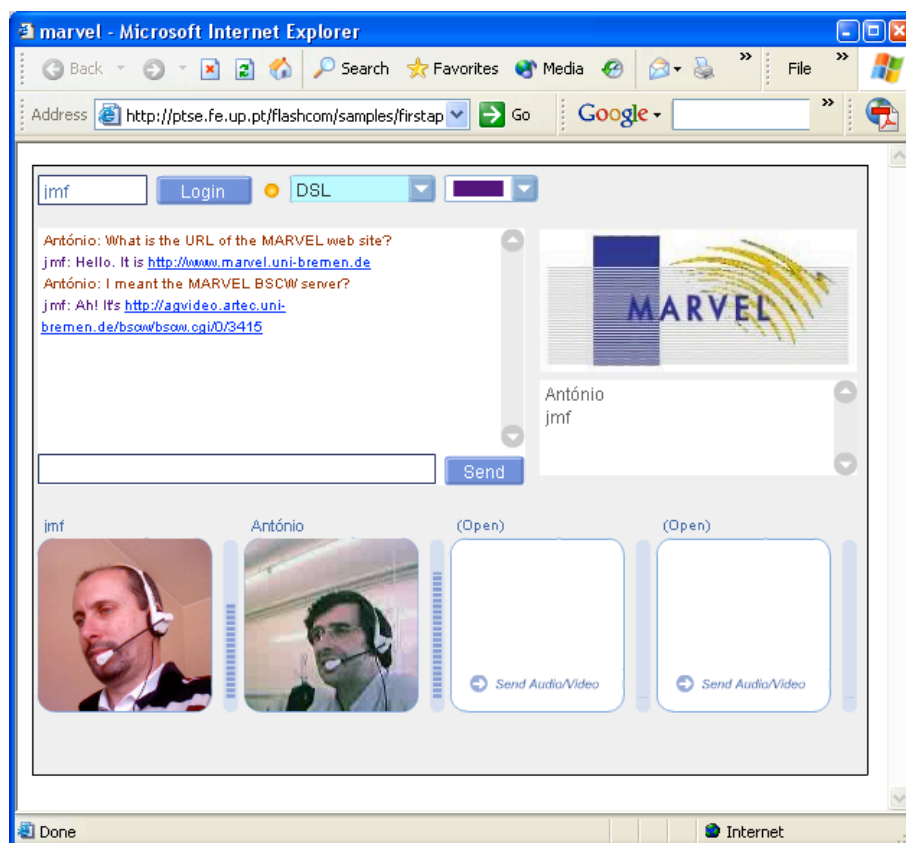 marvel - Microsoft Internet Explorer
Back Search Favorites Media » File »
Address http://ptse.fe.up.pt/flashcom/samples/firstap Go Google »
jmf Login DSL
António: What is the URL of the MARVEL web site?
jmf: Hello. It is http://www.marvel.uni-bremen.de
António: I meant the MARVEL BSCW server?
jmf: Ah! It's http://agvideo.artec.uni-
bremen.de/bscw/bscw.cgi/0/3415
MARVEL
António
jmf
Send
jmf António (Open) (Open)
Send Audio/Video Send Audio/Video
Done Internet